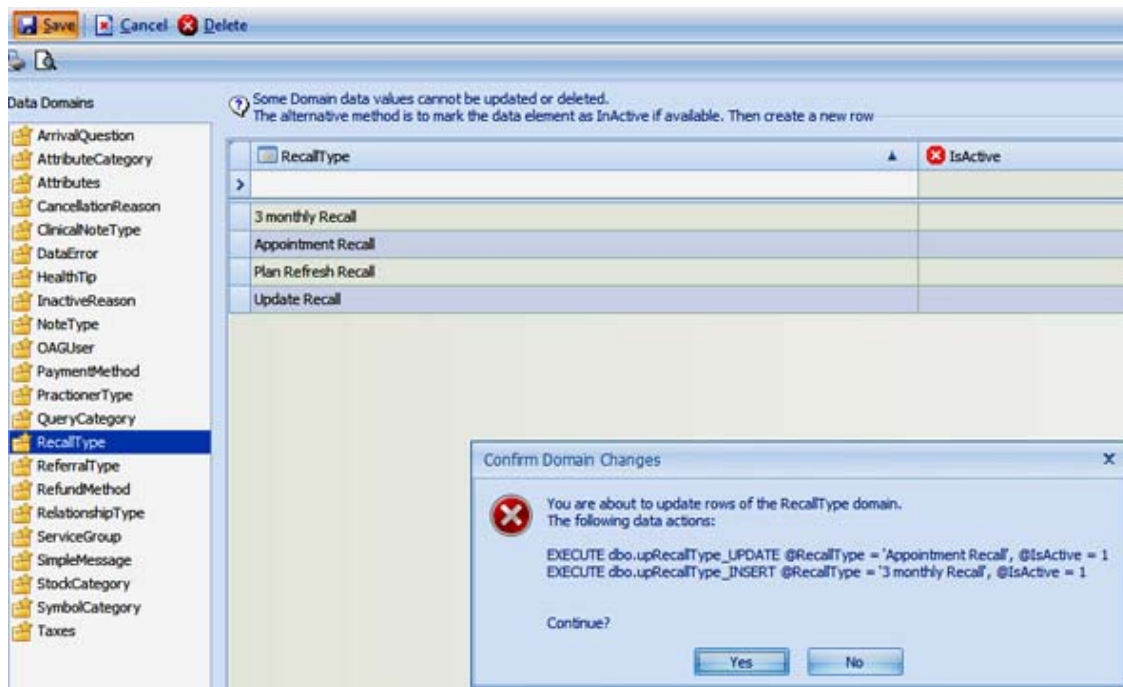 Save Cancel Delete
Data Domains
ArrivalQuestion
AttributeCategory
Attributes
CancellationReason
ClinicalNoteType
DataError
HealthTip
InactiveReason
NoteType
OAGUser
PaymentMethod
PractionerType
QueryCategory
RecallType
ReferralType
RefundMethod
RelationshipType
ServiceGroup
SimpleMessage
StockCategory
SymbolCategory
Taxes
Some Domain data values cannot be updated or deleted.
The alternative method is to mark the data element as InActive if available. Then create a new row
RecallType IsActive
3 monthly Recall
Appointment Recall
Plan Refresh Recall
Update Recall
Confirm Domain Changes X
You are about to update rows of the RecallType domain.
The following data actions:
EXECUTE dbo.upRecallType_UPDATE @RecallType = 'Appointment Recall', @IsActive = 1
EXECUTE dbo.upRecallType_INSERT @RecallType = '3 monthly Recall', @IsActive = 1
Continue?
Yes No